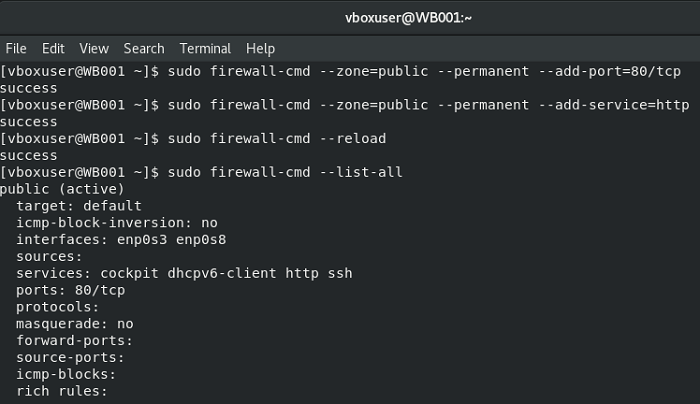 vboxuser@WB001:~
File Edit View Search Terminal Help
[vboxuser@WB001 ~]$ sudo firewall-cmd --zone=public --permanent --add-port=80/tcp
success
[vboxuser@WB001 ~]$ sudo firewall-cmd --zone=public --permanent --add-service=http
success
[vboxuser@WB001 ~]$ sudo firewall-cmd --reload
success
[vboxuser@WB001 ~]$ sudo firewall-cmd --list-all
public (active)
  target: default
  icmp-block-inversion: no
  interfaces: enp0s3 enp0s8
  sources:
  services: cockpit dhcpv6-client http ssh
  ports: 80/tcp
  protocols:
  masquerade: no
  forward-ports:
  source-ports:
  icmp-blocks:
  rich rules: